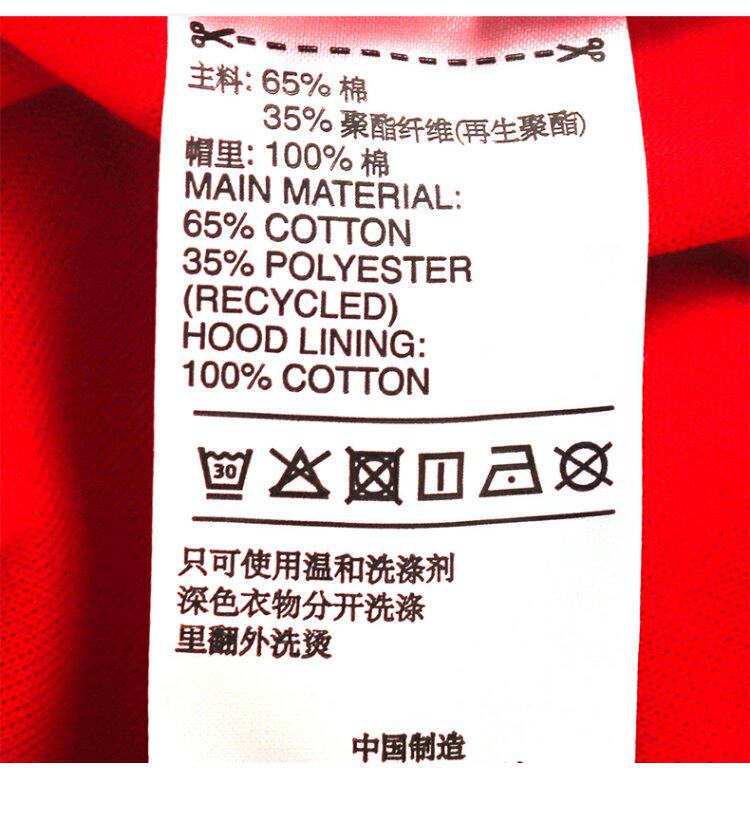 主料: 65% 棉
35% 聚酯纤维(再生聚酯)
帽里: 100% 棉
MAIN MATERIAL:
65% COTTON
35% POLYESTER
(RECYCLED)
HOOD LINING:
100% COTTON
30
只可使用温和洗涤剂
深色衣物分开洗涤
里翻外洗烫
中国制造